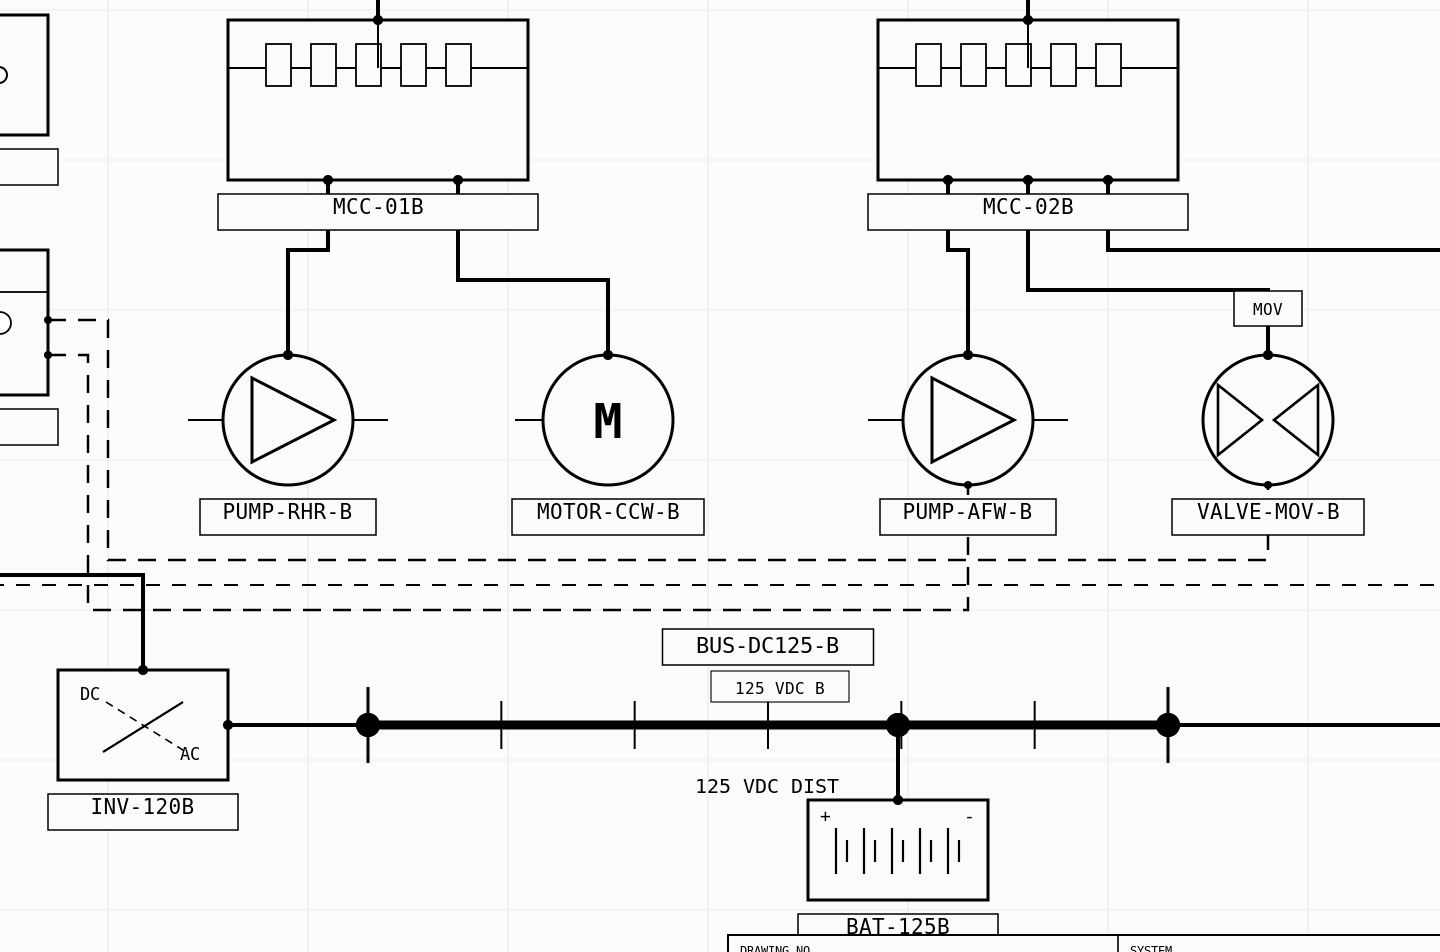 MCC-01B
MCC-02B
MOV
M
PUMP-RHR-B
MOTOR-CCW-B
PUMP-AFW-B
VALVE-MOV-B
BUS-DC125-B
125 VDC B
DC
AC
INV-120B
125 VDC DIST
+ -
BAT-125B
DRAWING NO
SYSTEM